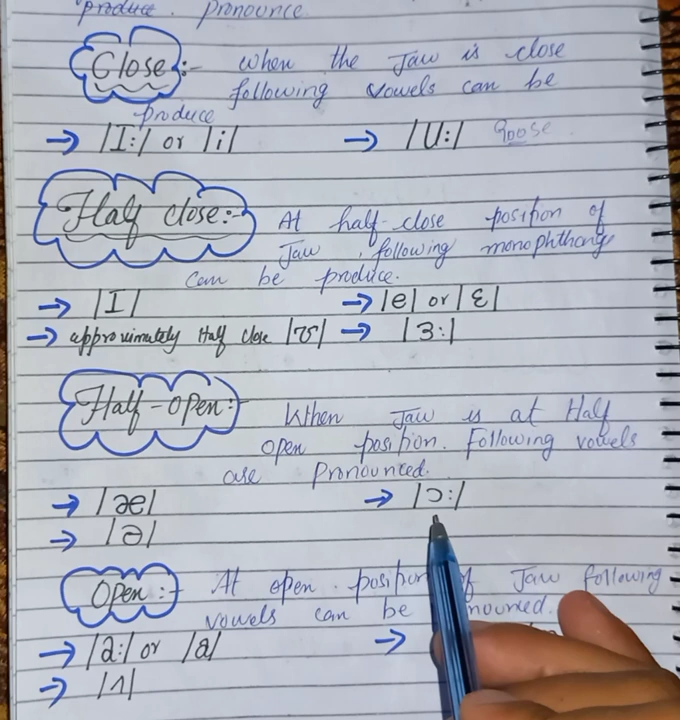 produce. pronounce
Close:- when the Jaw is close
following vowels can be
produce
→ /I:/ or /i/ → /U:/ Goose
Half close:- At half-close position of
Jaw, following monophthongs
can be produce.
→ /I/ → /e/ or /ɛ/
→ approximately Half close /ʊ/ → /3:/
Half-open:- When Jaw is at Half
open position. Following vowels
are Pronounced.
→ /æ/ → /ɔ:/
→ /ə/
Open:- At open position of Jaw following
vowels can be
→ /a:/ or /a/ →
→ /ʌ/